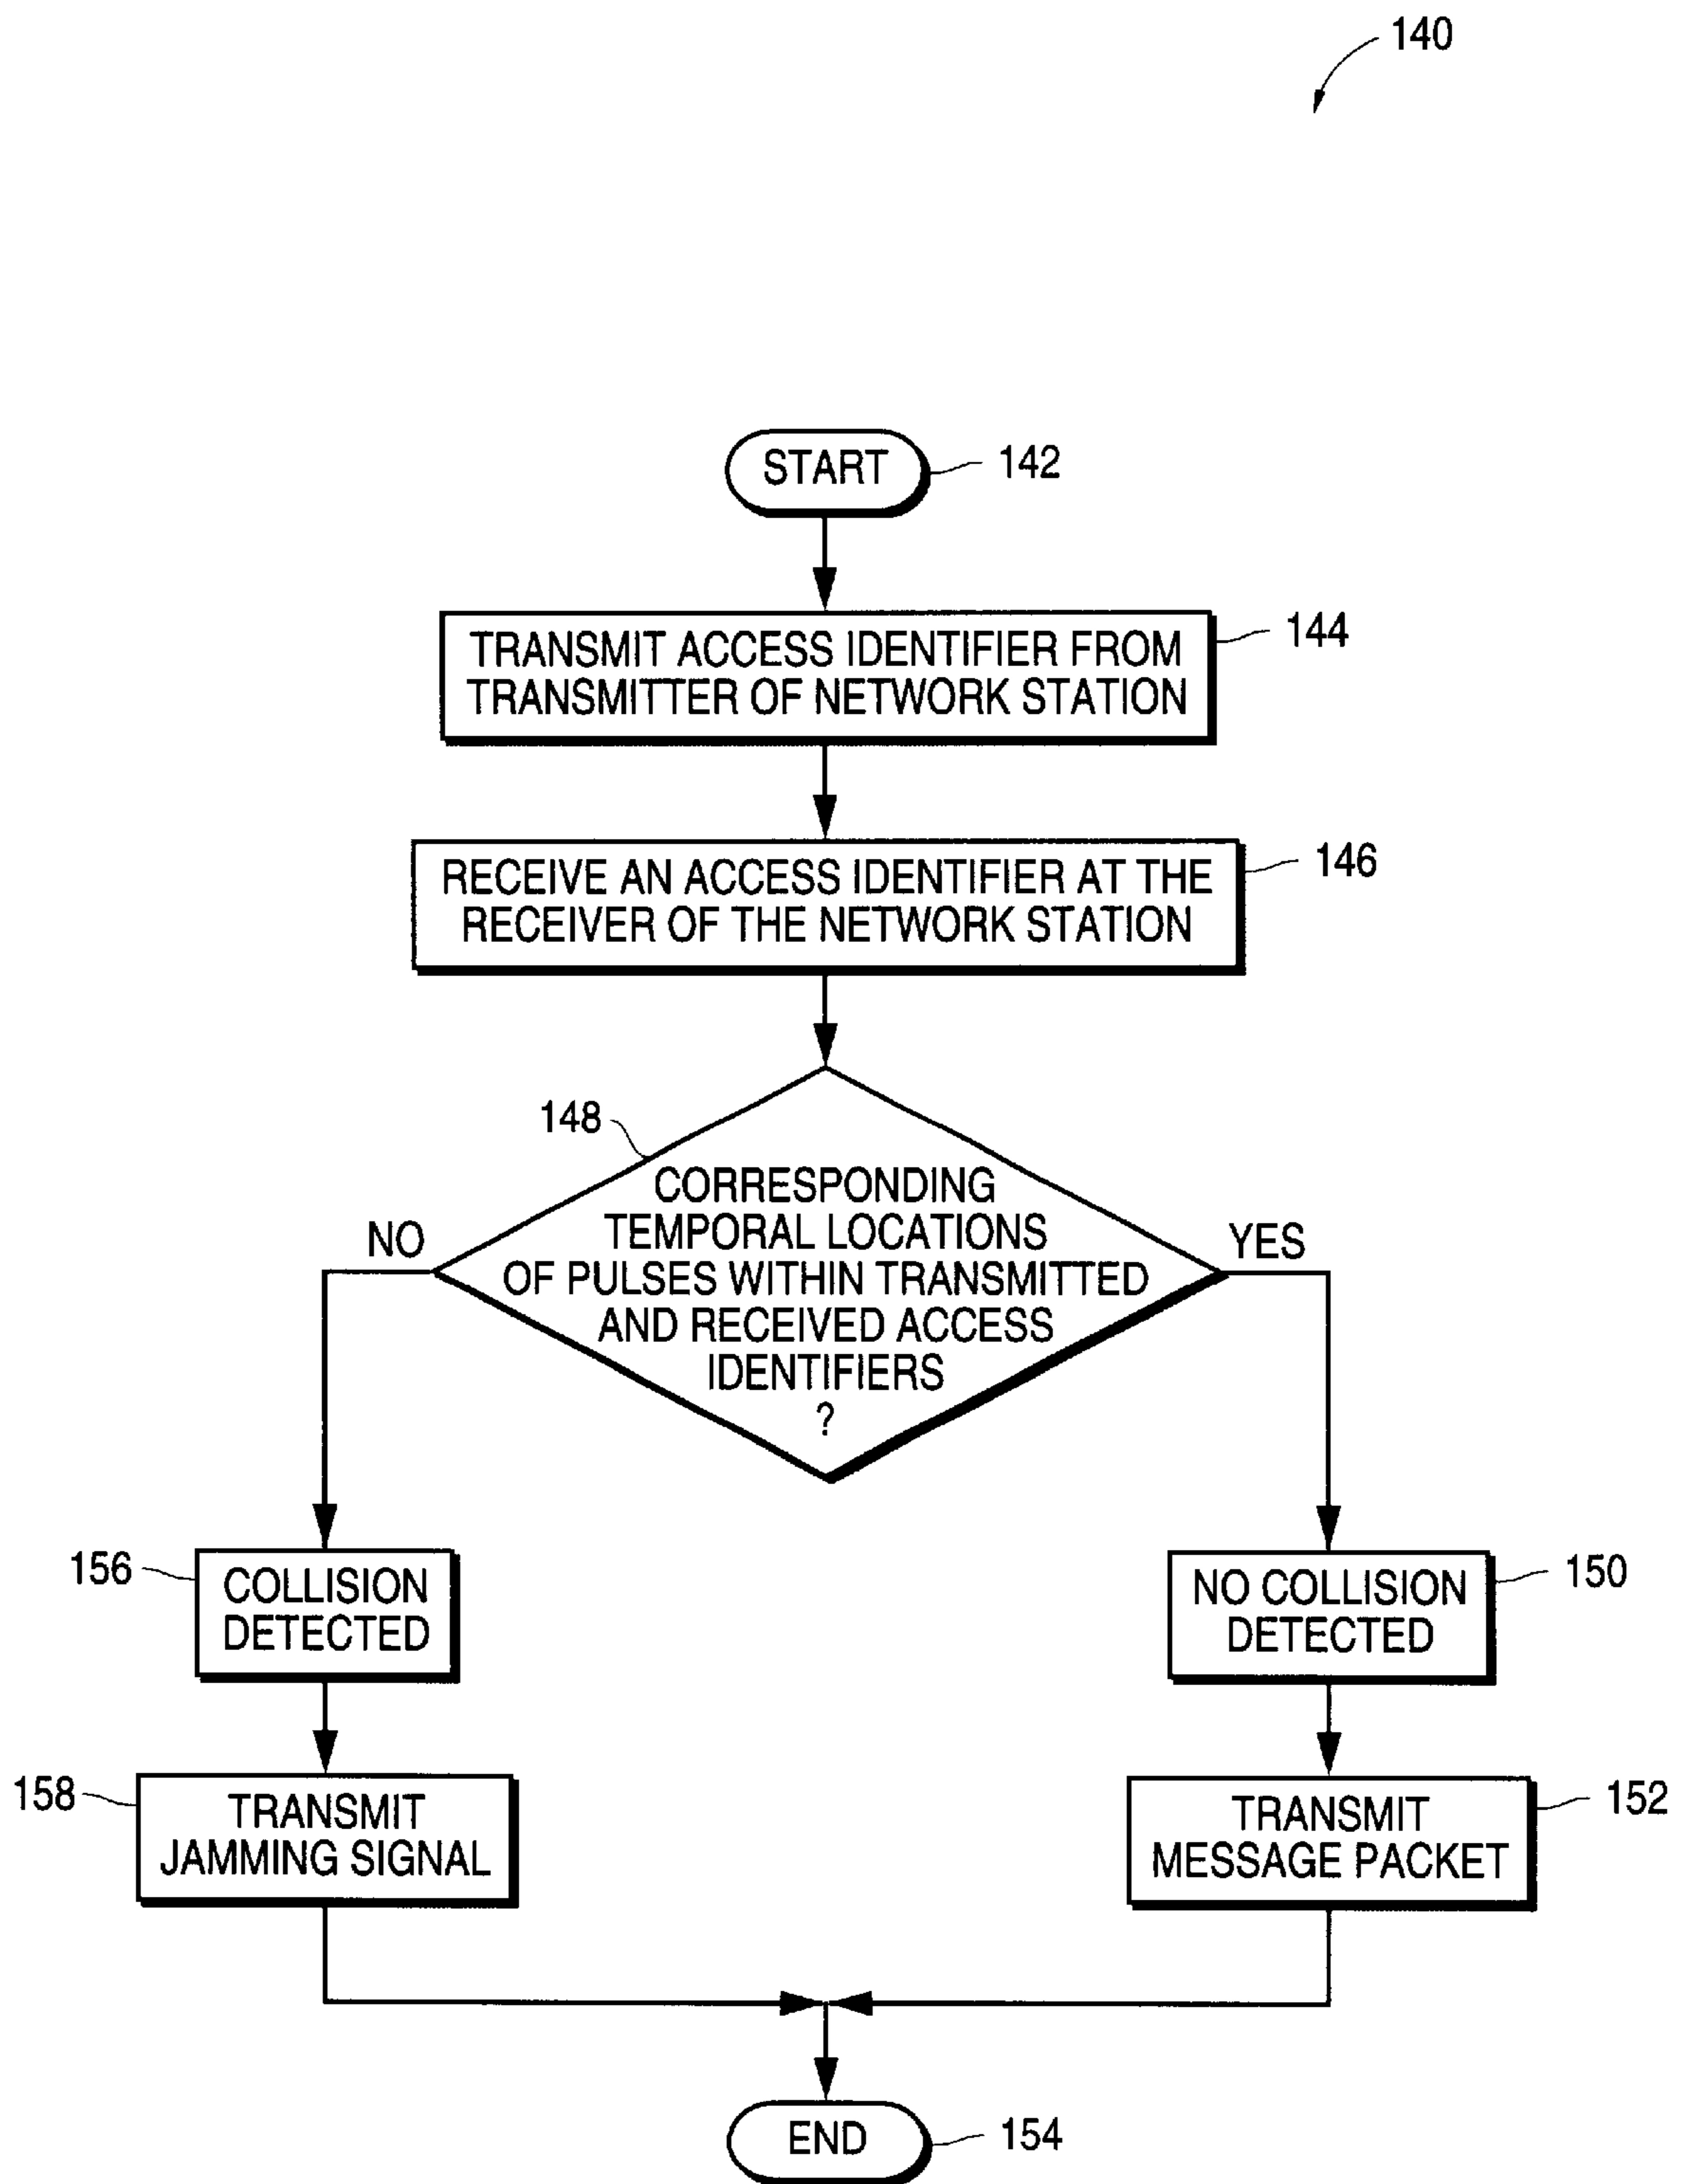 140
START
142
TRANSMIT ACCESS IDENTIFIER FROM
TRANSMITTER OF NETWORK STATION
144
RECEIVE AN ACCESS IDENTIFIER AT THE
RECEIVER OF THE NETWORK STATION
146
148
CORRESPONDING
TEMPORAL LOCATIONS
OF PULSES WITHIN TRANSMITTED
AND RECEIVED ACCESS
IDENTIFIERS
?
NO
YES
156
COLLISION
DETECTED
NO COLLISION
DETECTED
150
158
TRANSMIT
JAMMING SIGNAL
TRANSMIT
MESSAGE PACKET
152
END
154